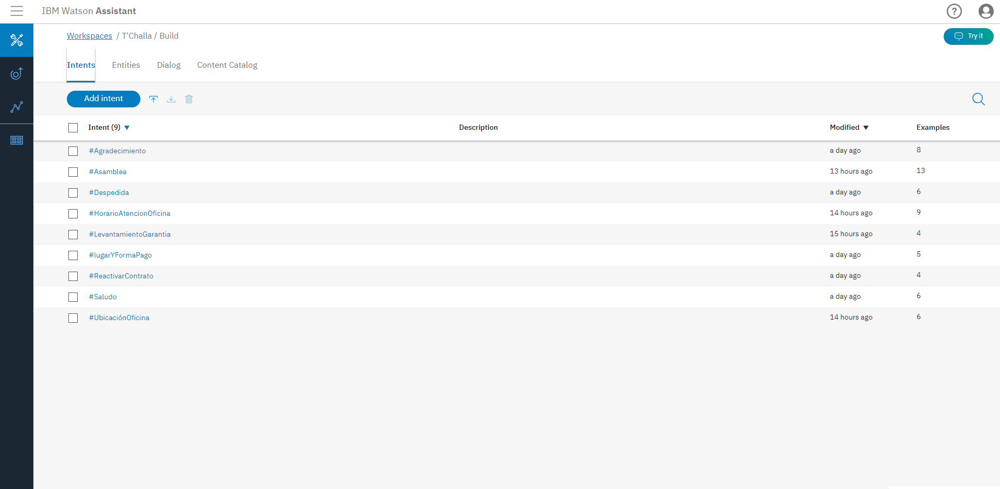 IBM Watson Assistant
?
Workspaces / T'Challa / Build
Try it
Intents Entities Dialog Content Catalog
Add intent
Intent (9) Description Modified Examples
#Agradecimiento a day ago 8
#Asamblea 13 hours ago 13
#Despedida a day ago 6
#HorarioAtencionOficina 14 hours ago 9
#LevantamientoGarantia 15 hours ago 4
#lugarYFormaPago a day ago 5
#ReactivarContrato a day ago 4
#Saludo a day ago 6
#UbicaciónOficina 14 hours ago 6